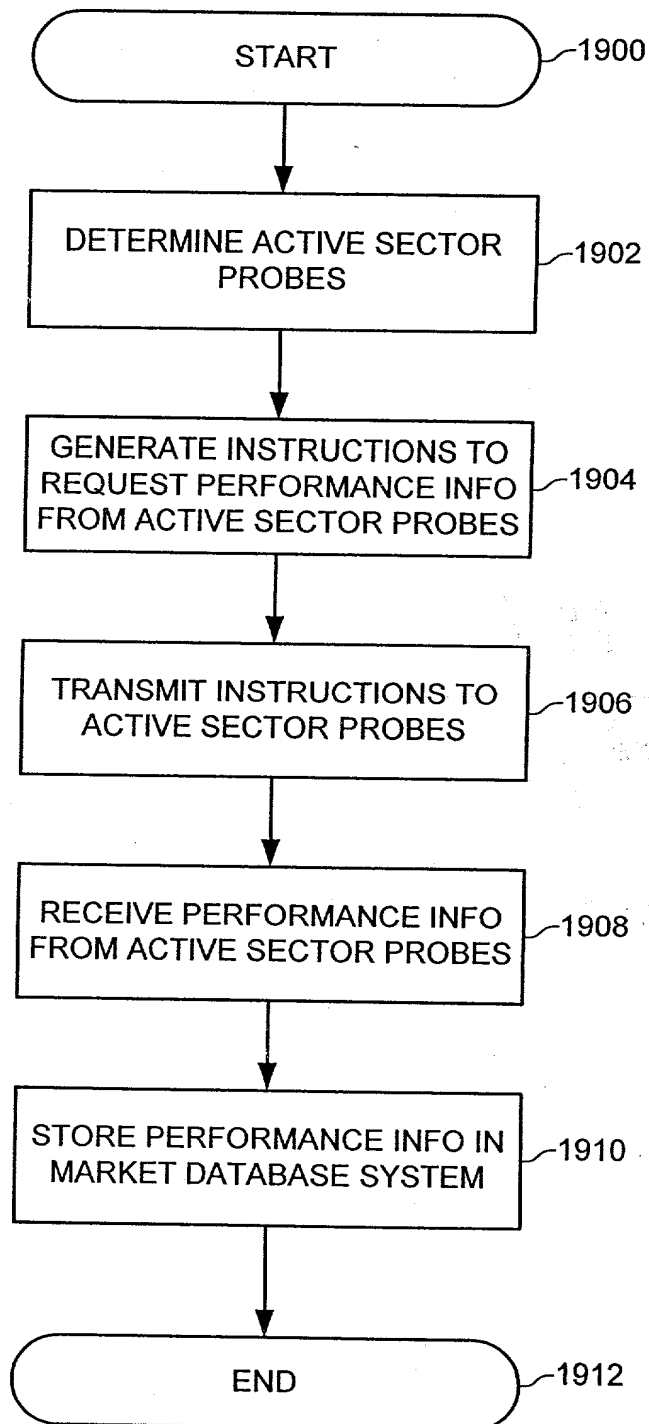 START
1900
DETERMINE ACTIVE SECTOR
PROBES
1902
GENERATE INSTRUCTIONS TO
REQUEST PERFORMANCE INFO
FROM ACTIVE SECTOR PROBES
1904
TRANSMIT INSTRUCTIONS TO
ACTIVE SECTOR PROBES
1906
RECEIVE PERFORMANCE INFO
FROM ACTIVE SECTOR PROBES
1908
STORE PERFORMANCE INFO IN
MARKET DATABASE SYSTEM
1910
END
1912